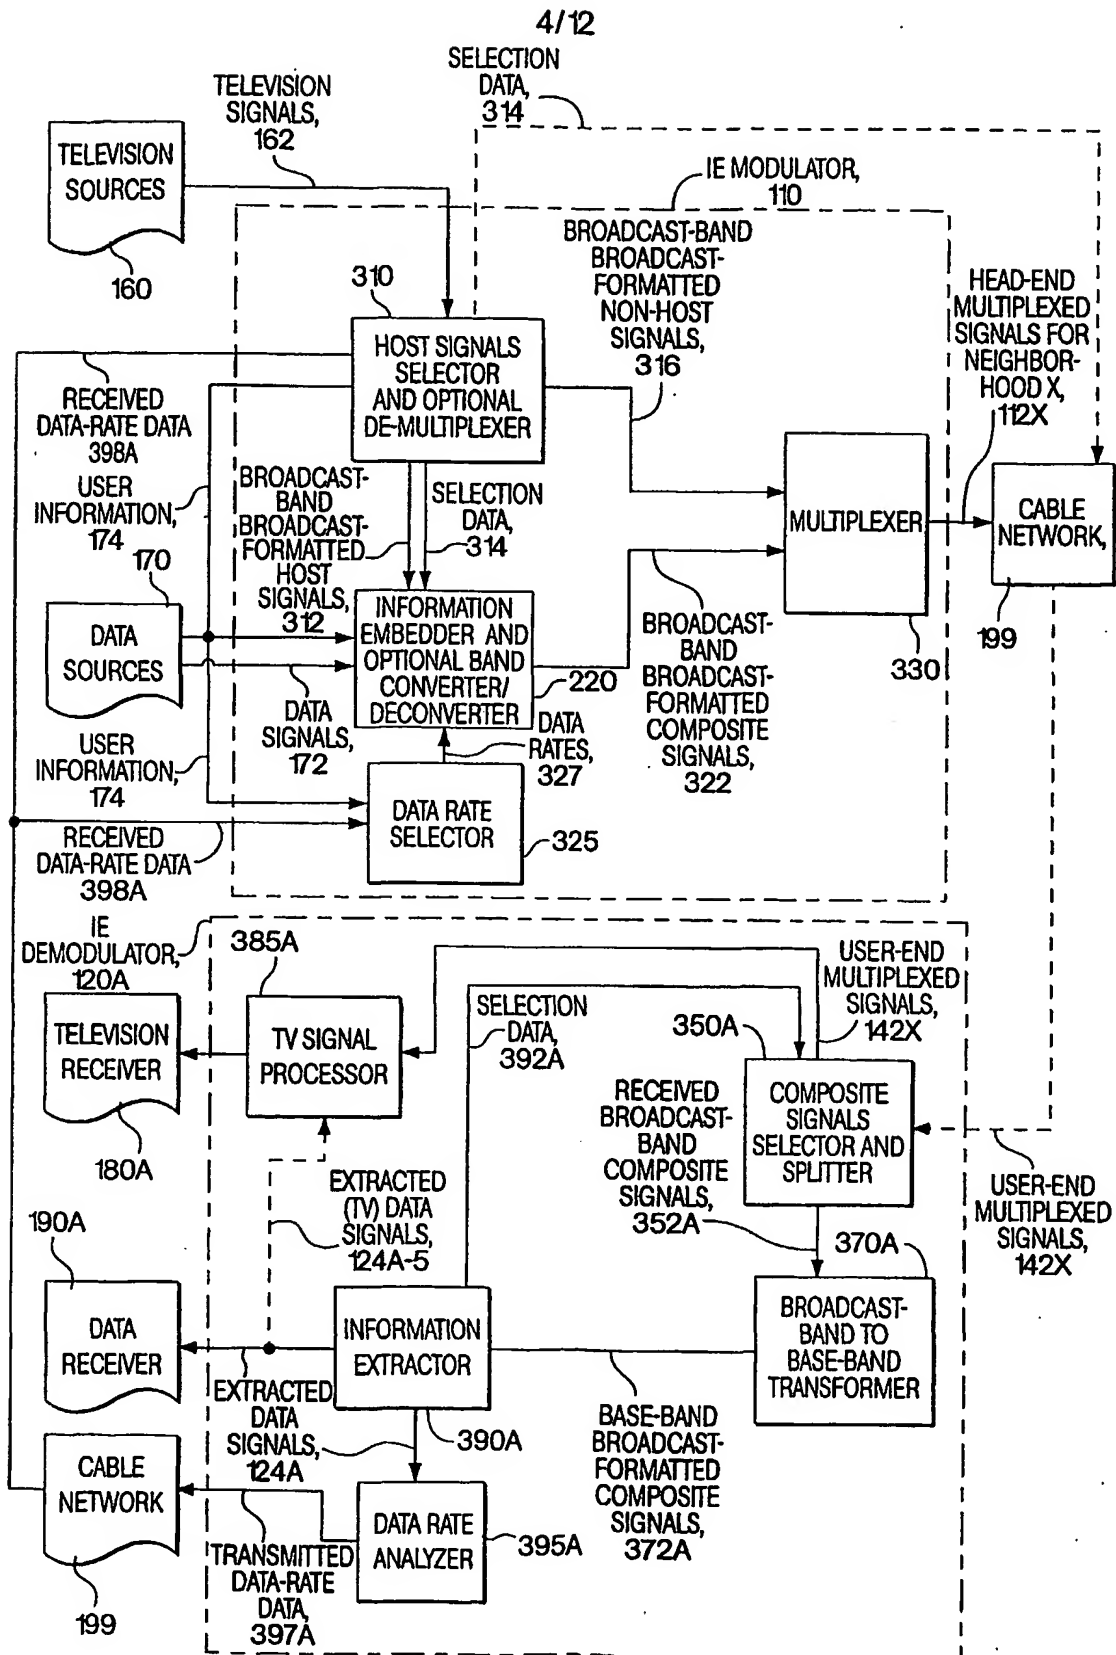 4/12
SELECTION
DATA,
314
TELEVISION
SIGNALS,
162
TELEVISION
SOURCES
160
IE MODULATOR,
110
310
HOST SIGNALS
SELECTOR
AND OPTIONAL
DE-MULTIPLEXER
BROADCAST-BAND
BROADCAST-
FORMATTED
NON-HOST
SIGNALS,
316
HEAD-END
MULTIPLEXED
SIGNALS FOR
NEIGHBOR-
HOOD X,
112X
RECEIVED
DATA-RATE DATA
398A
USER
INFORMATION,
174
BROADCAST-
BAND
BROADCAST-
FORMATTED
HOST
SIGNALS,
312
SELECTION
DATA,
314
MULTIPLEXER
330
CABLE
NETWORK,
199
170
DATA
SOURCES
INFORMATION
EMBEDDER AND
OPTIONAL BAND
CONVERTER/
DECONVERTER
220
DATA
SIGNALS,
172
DATA
RATES,
327
BROADCAST-
BAND
BROADCAST-
FORMATTED
COMPOSITE
SIGNALS,
322
USER
INFORMATION,
174
DATA RATE
SELECTOR
325
RECEIVED
DATA-RATE DATA
398A
IE
DEMODULATOR,
120A
385A
TV SIGNAL
PROCESSOR
TELEVISION
RECEIVER
180A
SELECTION
DATA,
392A
USER-END
MULTIPLEXED
SIGNALS,
142X
350A
COMPOSITE
SIGNALS
SELECTOR AND
SPLITTER
RECEIVED
BROADCAST-
BAND
COMPOSITE
SIGNALS,
352A
USER-END
MULTIPLEXED
SIGNALS,
142X
EXTRACTED
(TV) DATA
SIGNALS,
124A-5
190A
DATA
RECEIVER
INFORMATION
EXTRACTOR
390A
370A
BROADCAST-
BAND TO
BASE-BAND
TRANSFORMER
EXTRACTED
DATA
SIGNALS,
124A
BASE-BAND
BROADCAST-
FORMATTED
COMPOSITE
SIGNALS,
372A
CABLE
NETWORK
199
DATA RATE
ANALYZER
395A
TRANSMITTED
DATA-RATE
DATA,
397A